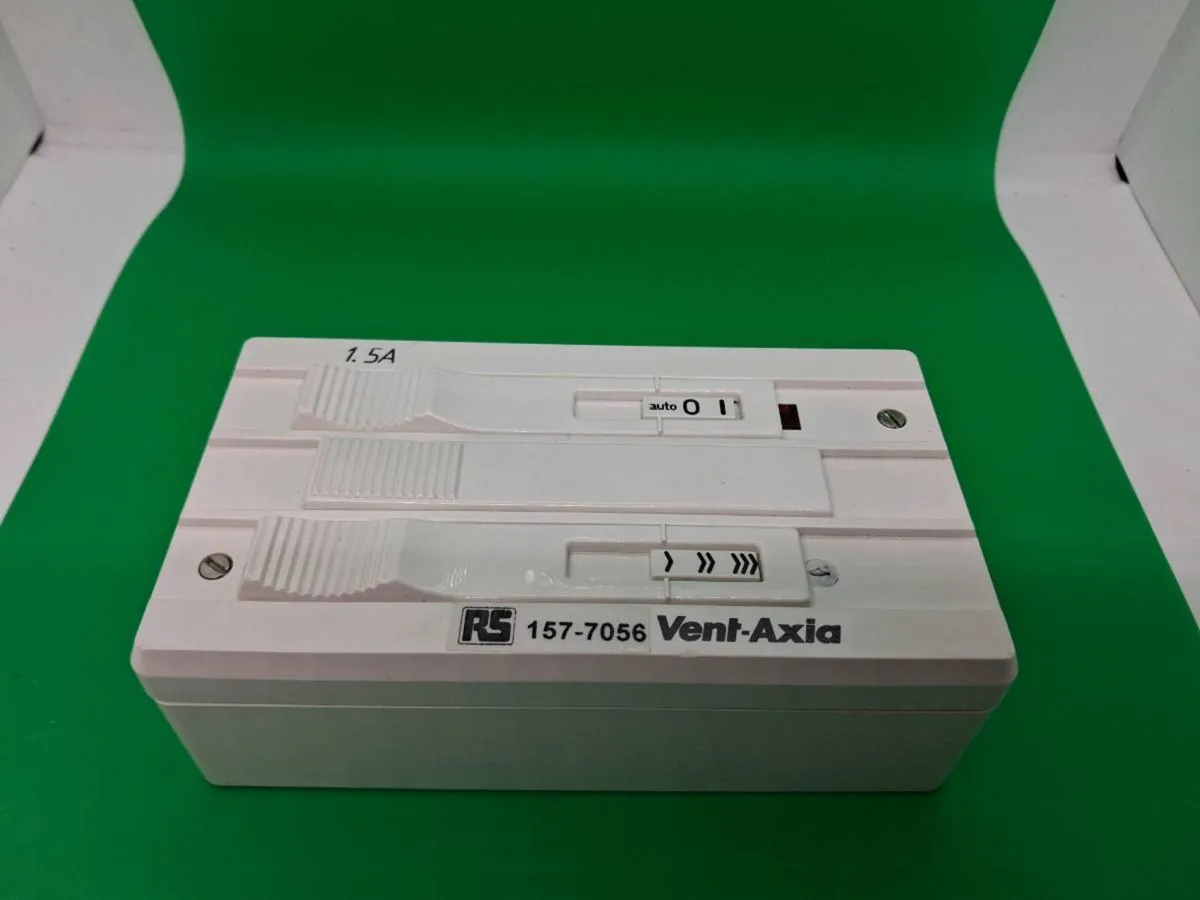 1.5A
auto O I
› ›› ›››
RS 157-7056 Vent-Axia